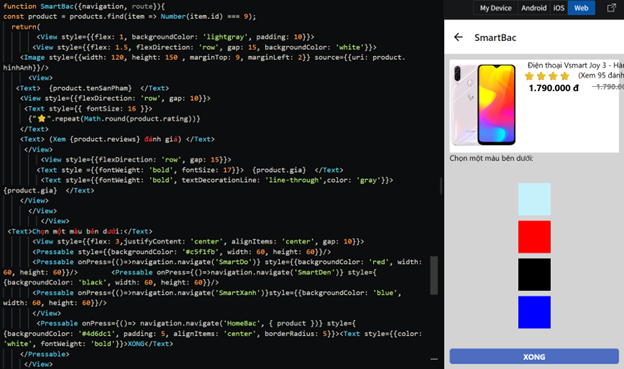 function SmartBac({navigation, route}){
const product = products.find(item => Number(item.id) === 9);
return(
<View style={{flex: 1, backgroundColor: 'lightgray', padding: 10}}>
<View style={{flex: 1.5, flexDirection: 'row', gap: 15, backgroundColor: 'white'}}>
<Image style={{width: 120, height: 150 , marginTop: 9, marginLeft: 2}} source={{uri: product.
hinhAnh}}/>
<View>
<Text> {product.tenSanPham} </Text>
<View style={{flexDirection: 'row', gap: 10}}>
<Text style={{ fontSize: 16 }}>
{"⭐".repeat(Math.round(product.rating))}
</Text>
<Text> (Xem {product.reviews} đánh giá) </Text>
</View>
<View style={{flexDirection: 'row', gap: 15}}>
<Text style ={{fontWeight: 'bold', fontSize: 17}}> {product.gia} </Text>
<Text style={{fontWeight: 'bold', textDecorationLine: 'line-through',color: 'gray'}}>
{product.gia} </Text>
</View>
</View>
</View>
<Text>Chọn một màu bên dưới:</Text>
<View style={{flex: 3,justifyContent: 'center', alignItems: 'center', gap: 10}}>
<Pressable style={{backgroundColor: '#c5f1fb', width: 60, height: 60}}/>
<Pressable onPress={()=>navigation.navigate('SmartDo')} style={{backgroundColor: 'red', width:
60, height: 60}}/> <Pressable onPress={()=>navigation.navigate('SmartDen')} style={
{backgroundColor: 'black', width: 60, height: 60}}/>
<Pressable onPress={()=>navigation.navigate('SmartXanh')}style={{backgroundColor: 'blue',
width: 60, height: 60}}/>
</View>
<Pressable onPress={()=> navigation.navigate('HomeBac', { product })} style={
{backgroundColor: '#4d6dc1', padding: 5, alignItems: 'center', borderRadius: 5}}><Text style={{color:
'white', fontWeight: 'bold'}}>XONG</Text>
</Pressable>
</View>
My Device Android iOS Web
SmartBac
Điện thoại Vsmart Joy 3 - Hàn
(Xem 95 đánh
1.790.000 đ 1.790.0
Chọn một màu bên dưới:
XONG